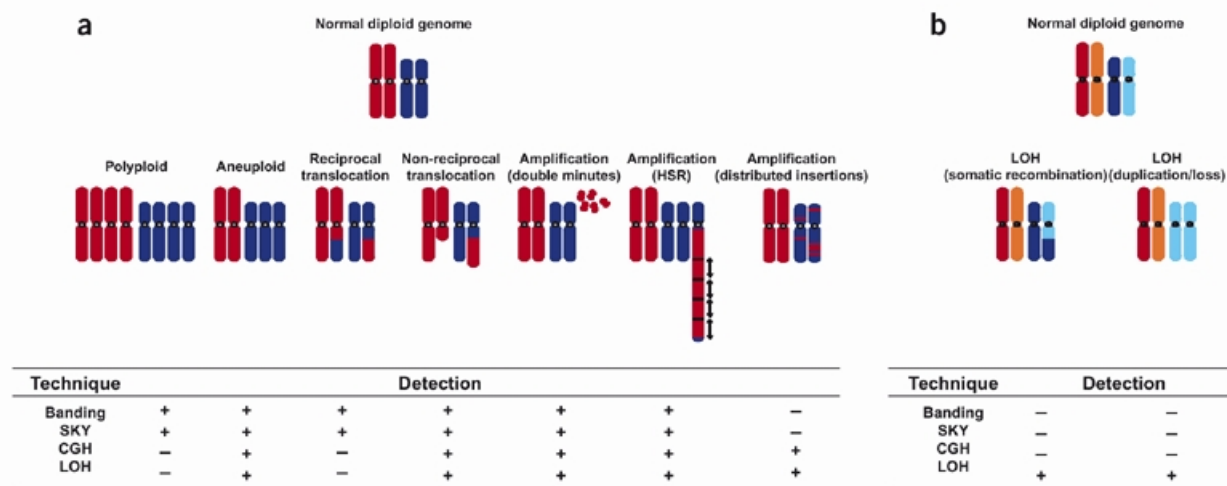 a
Normal diploid genome
Polyploid
Aneuploid
Reciprocal
translocation
Non-reciprocal
translocation
Amplification
(double minutes)
Amplification
(HSR)
Amplification
(distributed insertions)
Technique Detection
Banding + + + + + + –
SKY + + + + + + –
CGH – + – + + + +
LOH – + – + + + +
b
Normal diploid genome
LOH
(somatic recombination)
LOH
(duplication/loss)
Technique Detection
Banding – –
SKY – –
CGH – –
LOH + +